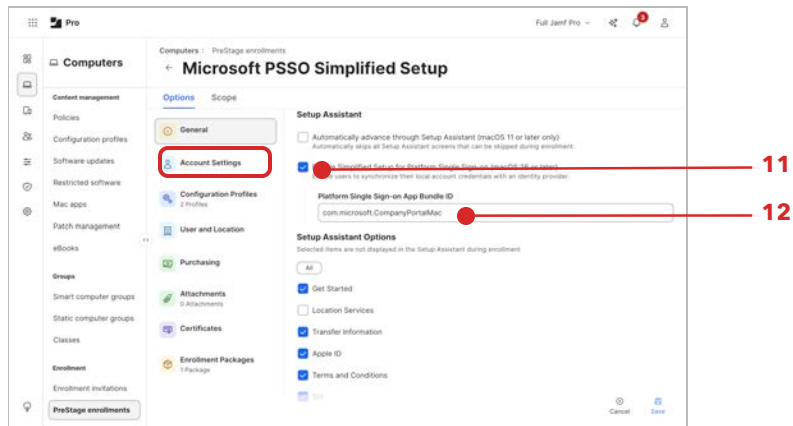 Pro
Full Jamf Pro
3
Computers
Content management
Policies
Configuration profiles
Software updates
Restricted software
Mac apps
Patch management
eBooks
Groups
Smart computer groups
Static computer groups
Classes
Enrollment
Enrollment invitations
PreStage enrollments
Computers : PreStage enrollments
← Microsoft PSSO Simplified Setup
Options Scope
General
Account Settings
Configuration Profiles
2 Profiles
User and Location
Purchasing
Attachments
0 Attachments
Certificates
Enrollment Packages
1 Package
Setup Assistant
Automatically advance through Setup Assistant (macOS 11 or later only)
Automatically skips all Setup Assistant screens that can be skipped during enrollment.
Simplified Setup for Platform Single Sign-on (macOS 26 or later)
users to synchronize their local account credentials with an identity provider.
Platform Single Sign-on App Bundle ID
com.microsoft.CompanyPortalMac
Setup Assistant Options
Selected items are not displayed in the Setup Assistant during enrollment
All
Get Started
Location Services
Transfer Information
Apple ID
Terms and Conditions
Siri
Cancel
Save
11
12